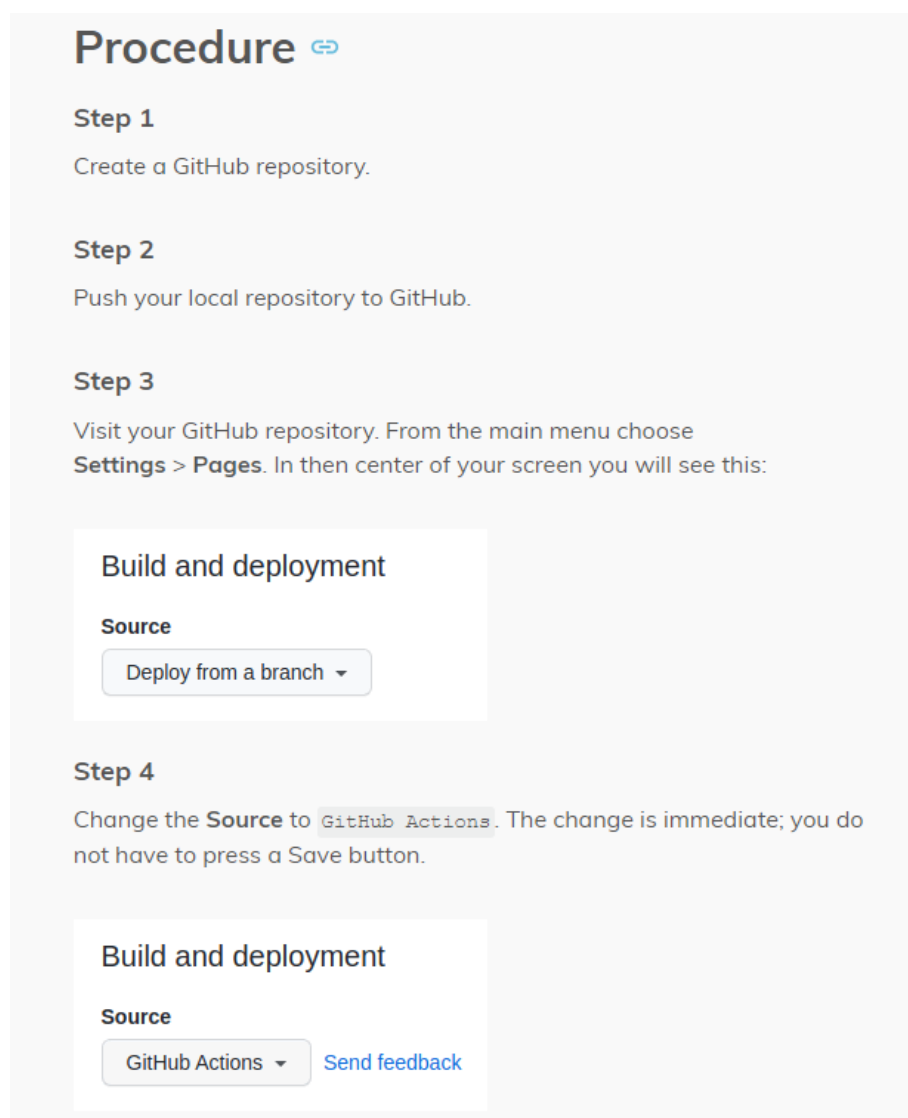 Procedure
Step 1
Create a GitHub repository.
Step 2
Push your local repository to GitHub.
Step 3
Visit your GitHub repository. From the main menu choose
Settings > Pages. In then center of your screen you will see this:
Build and deployment
Source
Deploy from a branch
Step 4
Change the Source to GitHub Actions. The change is immediate; you do
not have to press a Save button.
Build and deployment
Source
GitHub Actions Send feedback